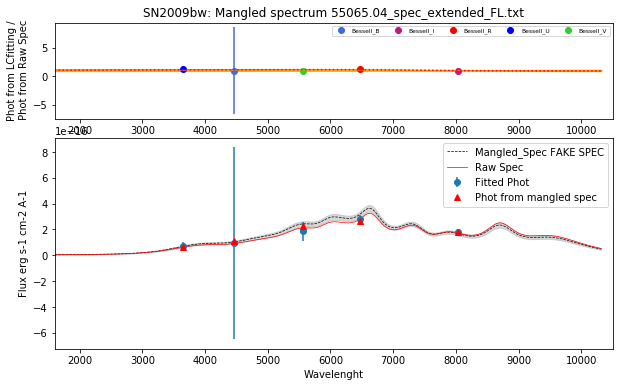 SN2009bw: Mangled spectrum 55065.04_spec_extended_FL.txt
Phot from LCfitting /
Phot from Raw Spec
5
0
−5
Bessell_B
Bessell_I
Bessell_R
Bessell_U
Bessell_V
2000 3000 4000 5000 6000 7000 8000 9000 10000
1e−16
Flux erg s-1 cm-2 A-1
8
6
4
2
0
−2
−4
−6
Mangled_Spec FAKE SPEC
Raw Spec
Fitted Phot
Phot from mangled spec
2000 3000 4000 5000 6000 7000 8000 9000 10000
Wavelenght